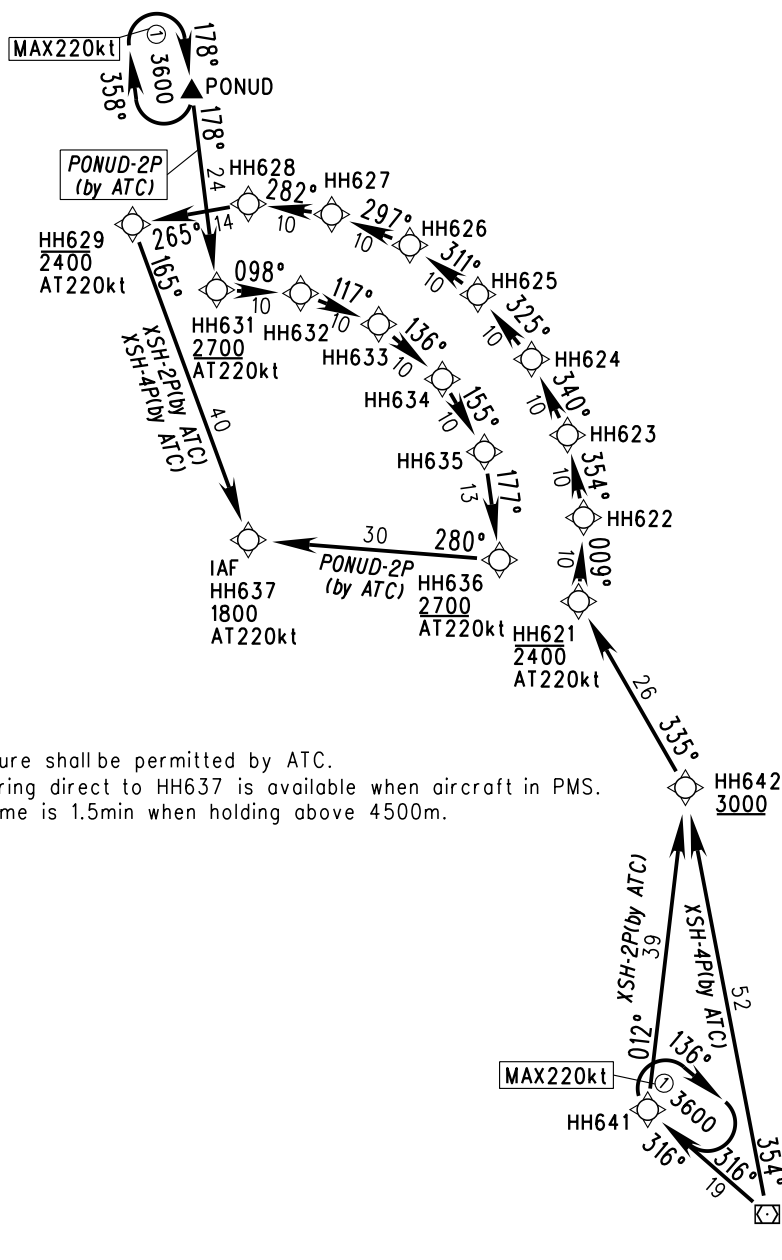 MAX220kt
1
3600
178°
358°
PONUD
178°
PONUD-2P
(by ATC)
24
HH628
282°
10
HH627
297°
10
HH626
311°
10
HH625
325°
10
HH624
340°
10
HH623
354°
10
HH622
009°
10
14
265°
HH629
2400
AT220kt
165°
XSH-2P(by ATC)
XSH-4P(by ATC)
40
HH631
2700
AT220kt
098°
10
HH632
117°
10
HH633
136°
10
HH634
155°
10
HH635
177°
13
30
280°
PONUD-2P
(by ATC)
IAF
HH637
1800
AT220kt
HH636
2700
AT220kt
HH621
2400
AT220kt
26
335°
ure shall be permitted by ATC.
ring direct to HH637 is available when aircraft in PMS.
me is 1.5min when holding above 4500m.
HH642
3000
XSH-2P(by ATC)
39
XSH-4P(by ATC)
52
012°
136°
MAX220kt
1
3600
HH641
316°
316°
19
354°